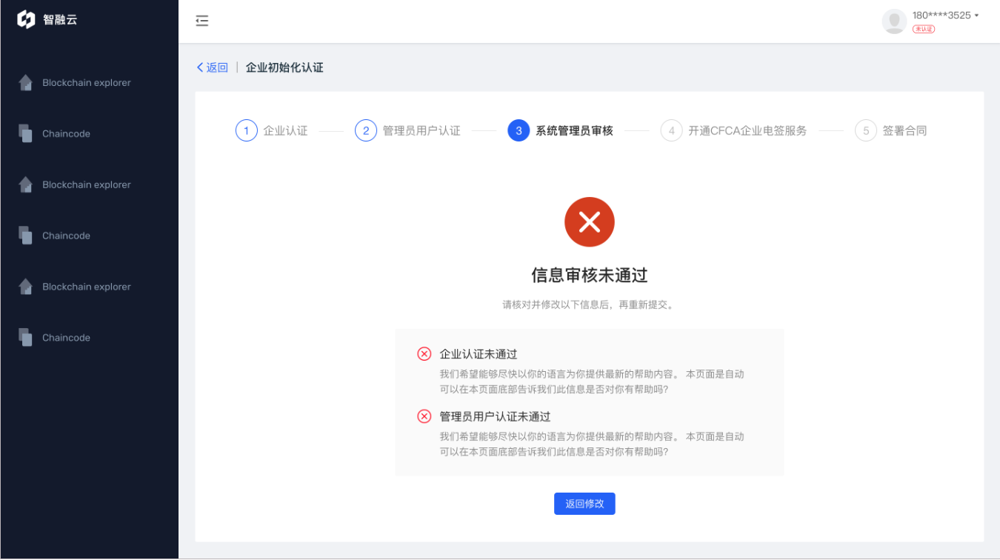 智融云
180****3525
未认证
Blockchain explorer
Chaincode
Blockchain explorer
Chaincode
Blockchain explorer
Chaincode
返回 | 企业初始化认证
1 企业认证
2 管理员用户认证
3 系统管理员审核
4 开通CFCA企业电签服务
5 签署合同
信息审核未通过
请核对并修改以下信息后，再重新提交。
企业认证未通过
我们希望能够尽快以你的语言为你提供最新的帮助内容。 本页面是自动
可以在本页面底部告诉我们此信息是否对你有帮助吗?
管理员用户认证未通过
我们希望能够尽快以你的语言为你提供最新的帮助内容。 本页面是自动
可以在本页面底部告诉我们此信息是否对你有帮助吗?
返回修改